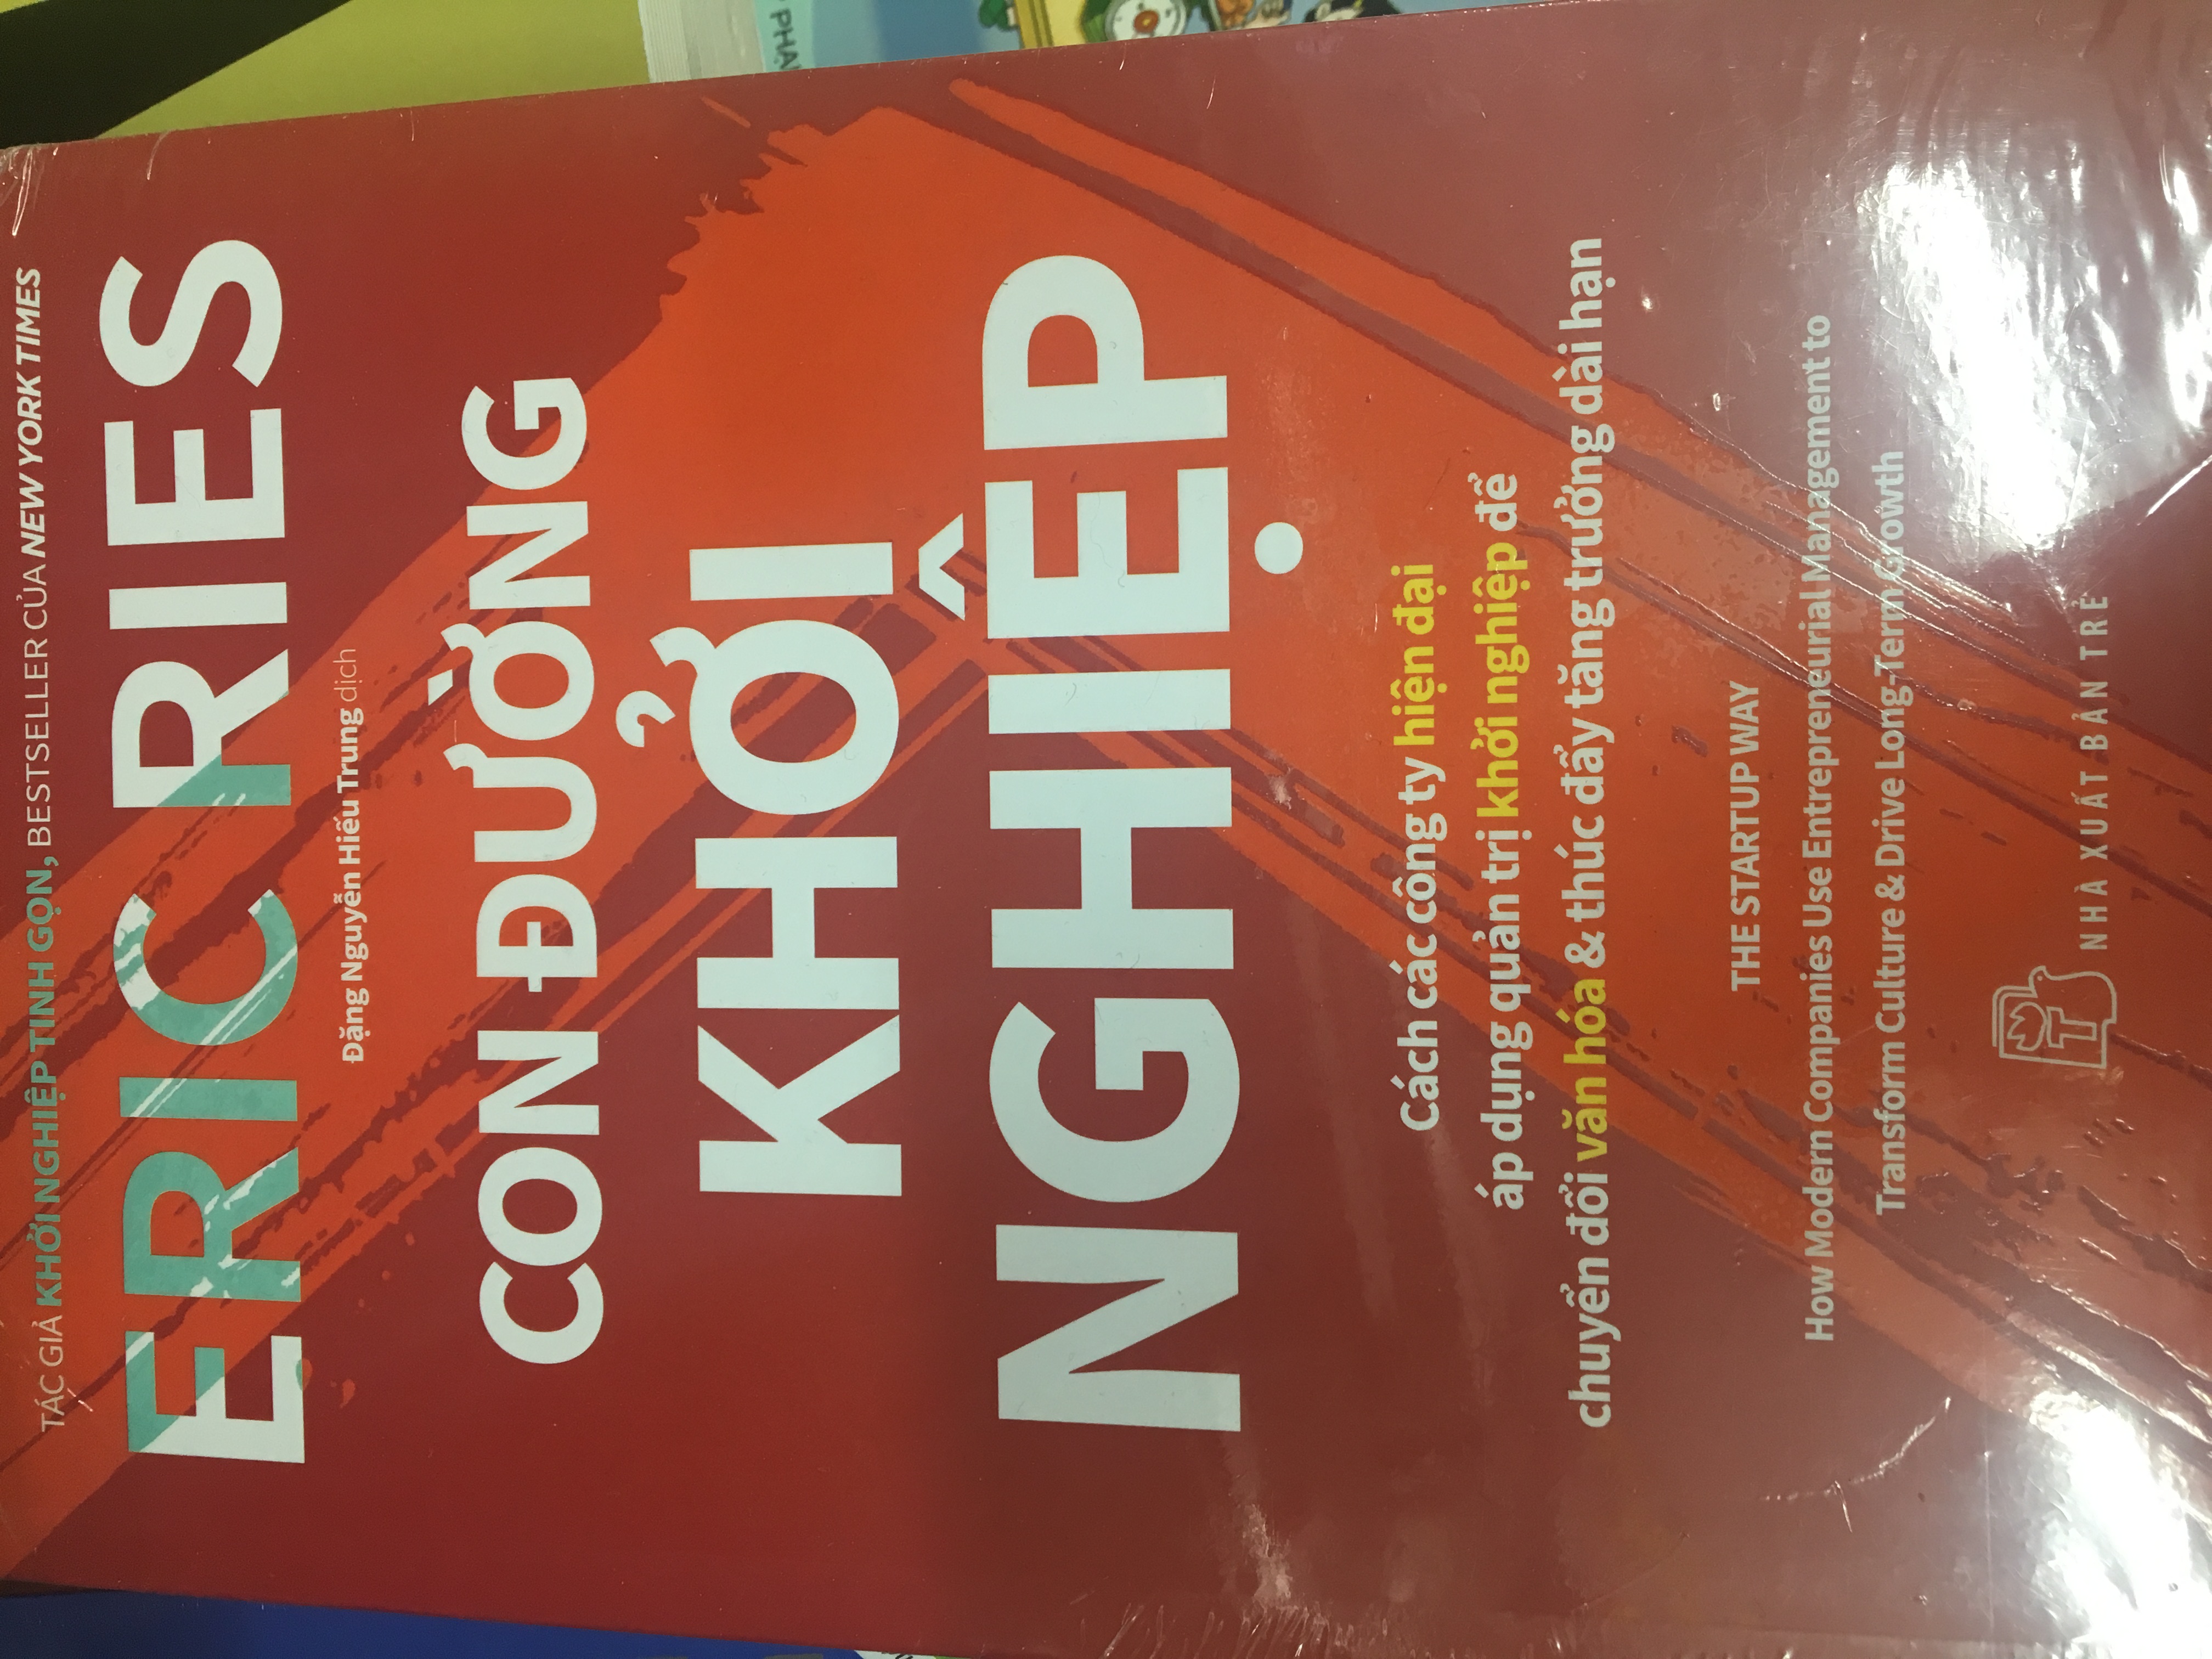 TÁC GIẢ KHỞI NGHIỆP TINH GỌN, BESTSELLER CỦA NEW YORK TIMES
ERIC RIES
Đặng Nguyễn Hiếu Trung dịch
CON ĐƯỜNG
KHỞI
NGHIỆP
Cách các công ty hiện đại
áp dụng quản trị khởi nghiệp để
chuyển đổi văn hóa & thúc đẩy tăng trưởng dài hạn
THE STARTUP WAY
How Modern Companies Use Entrepreneurial Management to
Transform Culture & Drive Long-Term Growth
T
NHÀ XUẤT BẢN TRẺ